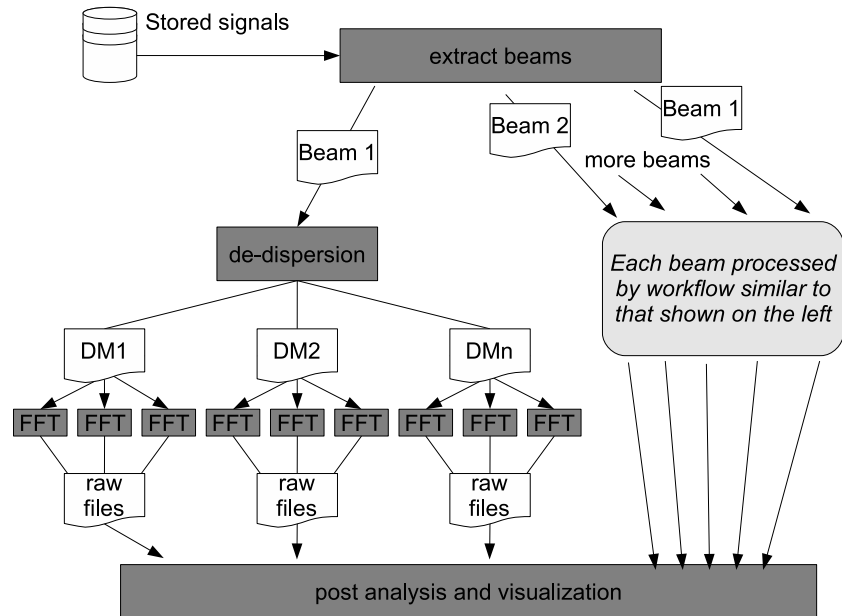 Stored signals
extract beams
Beam 1
Beam 2
Beam 1
more beams
de-dispersion
Each beam processed
by workflow similar to
that shown on the left
DM1
DM2
DMn
FFT FFT FFT
FFT FFT FFT
FFT FFT FFT
raw
files
raw
files
raw
files
post analysis and visualization